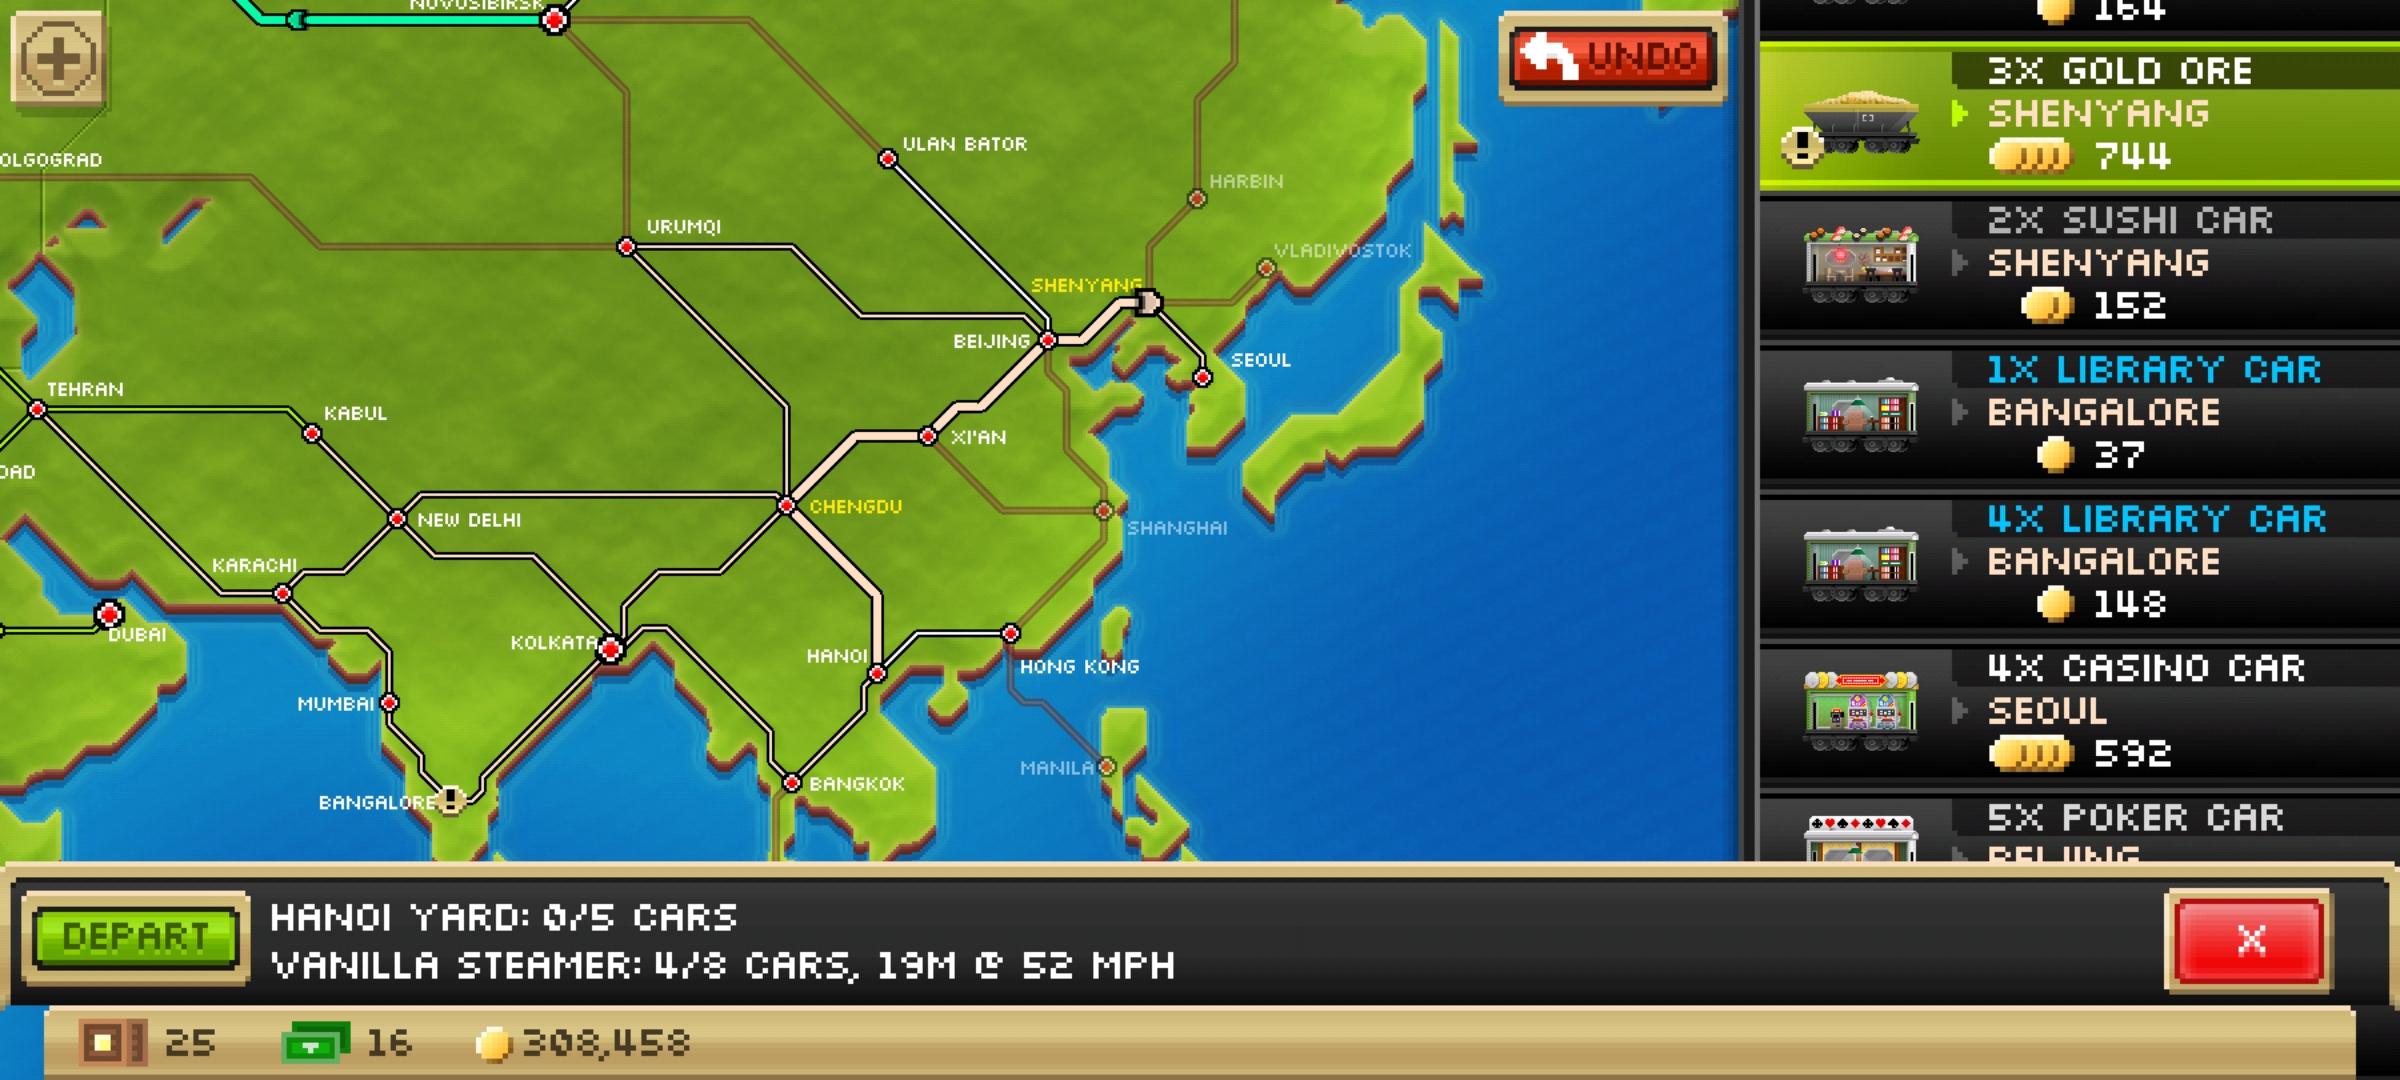 NOVOSIBIRSK
UNDO
164
3X GOLD ORE
SHENYANG
744
2X SUSHI CAR
SHENYANG
152
1X LIBRARY CAR
BANGALORE
37
4X LIBRARY CAR
BANGALORE
148
4X CASINO CAR
SEOUL
592
5X POKER CAR
BEIJING
OLGOGRAD
ULAN BATOR
HARBIN
URUMQI
VLADIVOSTOK
SHENYANG
BEIJING
SEOUL
TEHRAN
KABUL
XI'AN
OAD
CHENGDU
NEW DELHI
SHANGHAI
KARACHI
DUBAI
KOLKATA
HANOI
HONG KONG
MUMBAI
MANILA
BANGKOK
BANGALORE
DEPART
HANOI YARD: 0/5 CARS
VANILLA STEAMER: 4/8 CARS, 19M @ 52 MPH
X
25
16
308,458